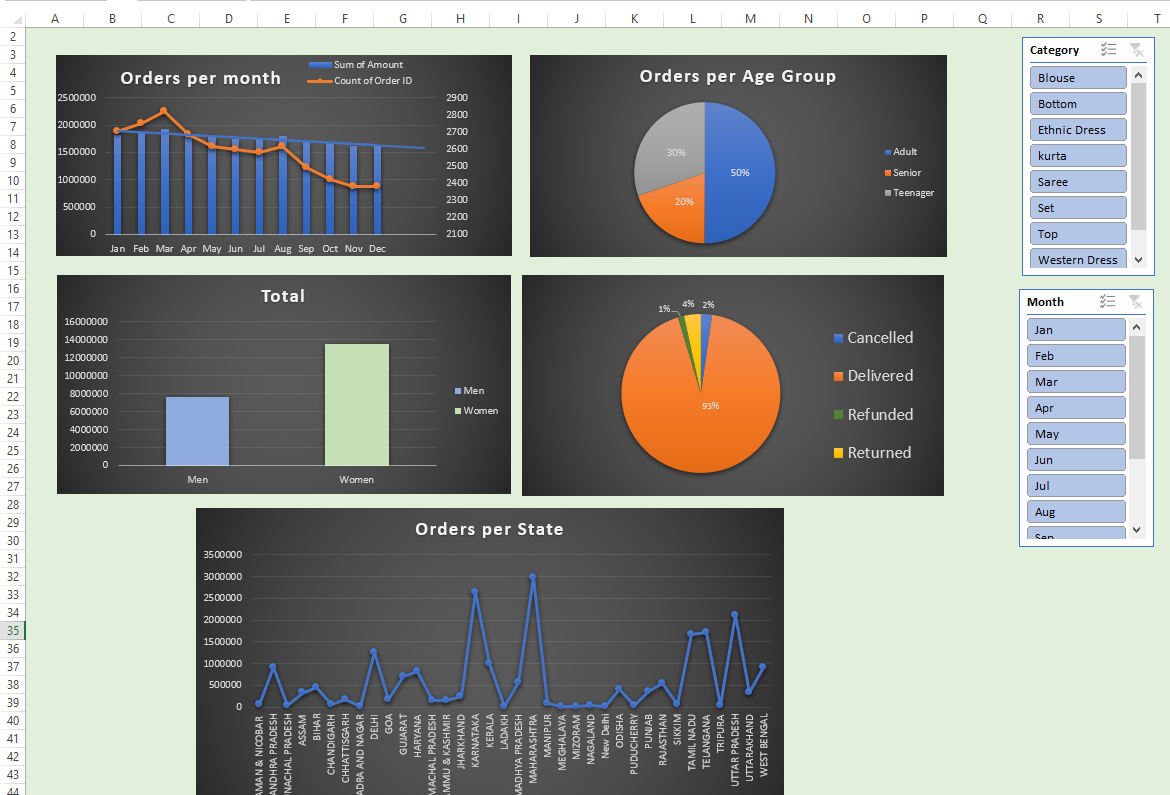 A B C D E F G H I J K L M N O P Q R S T
2
3
4
5
6
7
8
9
10
11
12
13
14
15
16
17
18
19
20
21
22
23
24
25
26
27
28
29
30
31
32
33
34
35
36
37
38
39
40
41
42
43
44
Orders per month
Sum of Amount
Count of Order ID
2500000 2900
2000000 2800
1500000 2700
1000000 2600
500000 2500
0 2400
2300
2200
2100
Jan Feb Mar Apr May Jun Jul Aug Sep Oct Nov Dec
Orders per Age Group
30%
50%
20%
Adult
Senior
Teenager
Total
16000000
14000000
12000000
10000000
8000000
6000000
4000000
2000000
0
Men Women
Men
Women
1% 4% 2%
93%
Cancelled
Delivered
Refunded
Returned
Orders per State
3500000
3000000
2500000
2000000
1500000
1000000
500000
0
AMAN & NICOBAR
ANDHRA PRADESH
UNACHAL PRADESH
ASSAM
BIHAR
CHANDIGARH
CHHATTISGARH
ADRA AND NAGAR
DELHI
GOA
GUJARAT
HARYANA
MACHAL PRADESH
AMMU & KASHMIR
JHARKHAND
KARNATAKA
KERALA
LADAKH
MADHYA PRADESH
MAHARASHTRA
MANIPUR
MEGHALAYA
MIZORAM
NAGALAND
New Delhi
ODISHA
PUDUCHERRY
PUNJAB
RAJASTHAN
SIKKIM
TAMIL NADU
TELANGANA
TRIPURA
UTTAR PRADESH
UTTARAKHAND
WEST BENGAL
Category
Blouse
Bottom
Ethnic Dress
kurta
Saree
Set
Top
Western Dress
Month
Jan
Feb
Mar
Apr
May
Jun
Jul
Aug
Sep